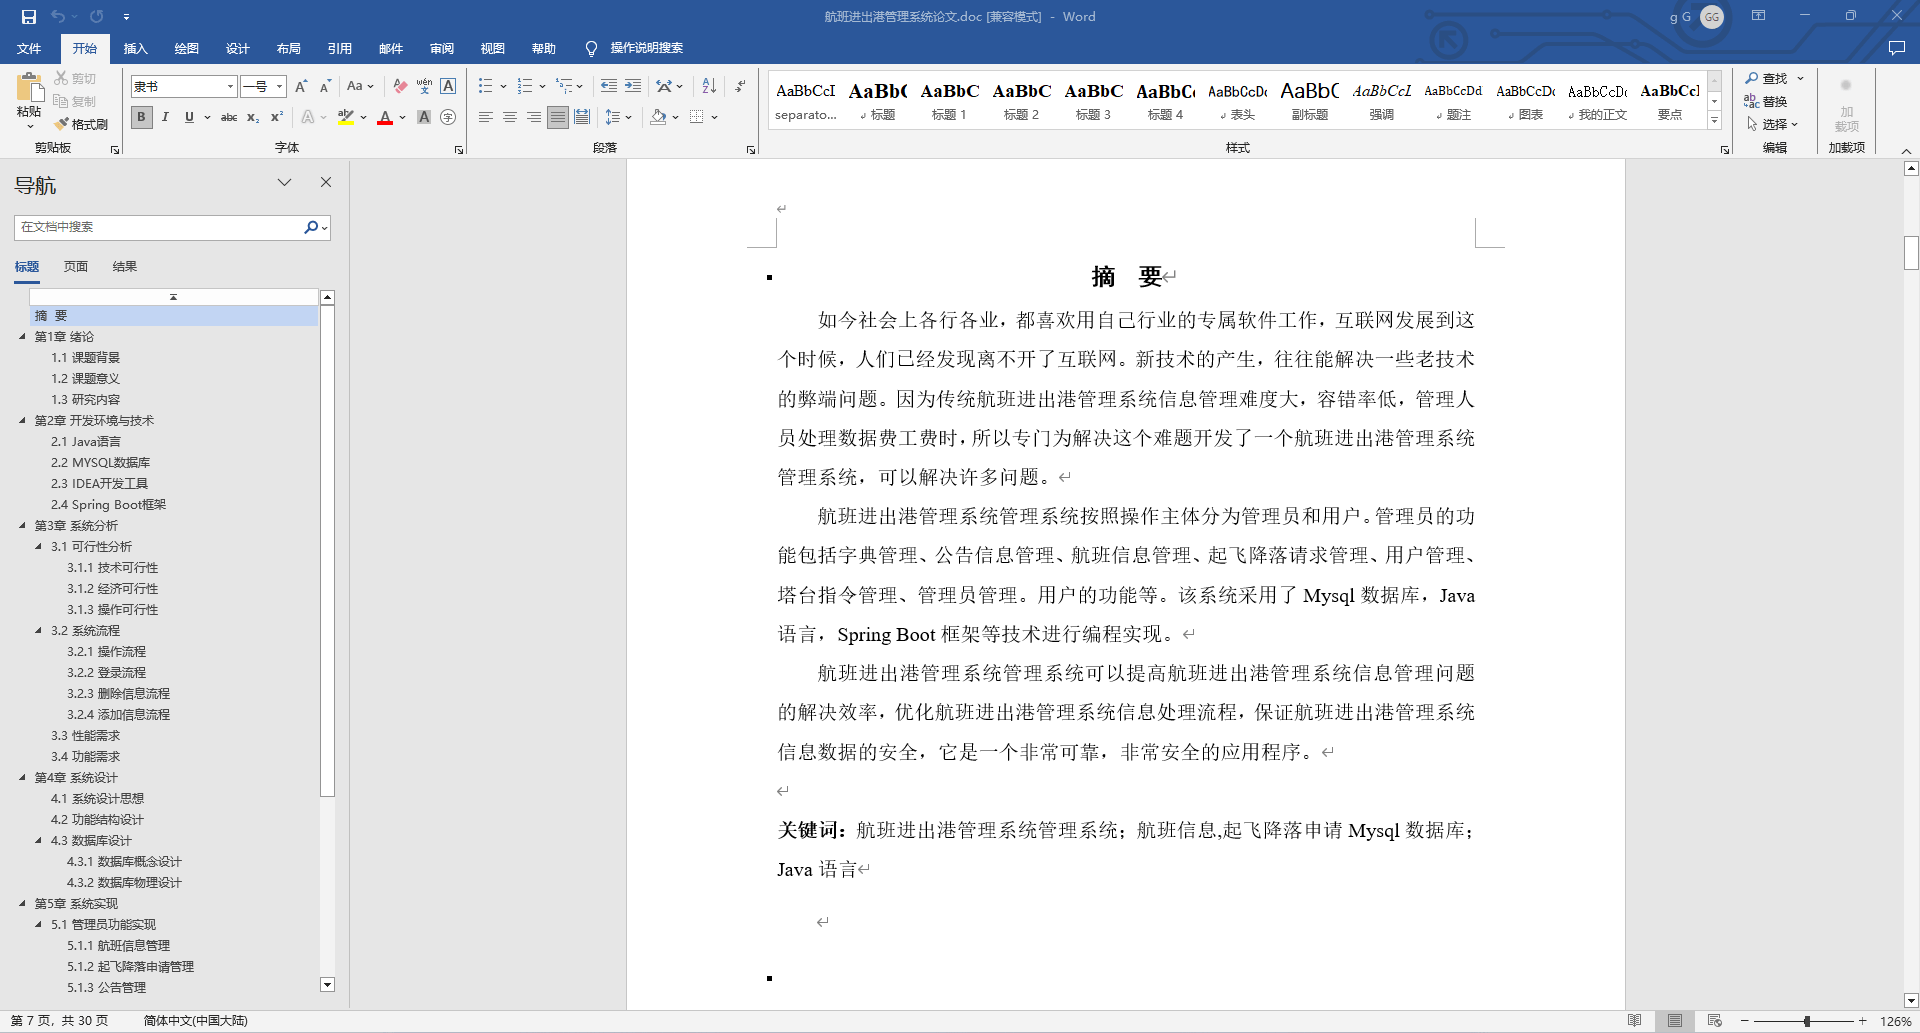 航班进出港管理系统论文.doc [兼容模式] - Word
g G
GG
文件 开始 插入 绘图 设计 布局 引用 邮件 审阅 视图 帮助 操作说明搜索
粘贴
剪切
复制
格式刷
剪贴板
隶书 一号
字体
段落
AaBbCcI AaBb( AaBbC AaBbC AaBbC AaBbC( AaBbCcDc AaBbC AaBbCcL AaBbCcDd AaBbCcDc AaBbCcDc AaBbCcI
separato... 标题 标题 1 标题 2 标题 3 标题 4 表头 副标题 强调 题注 图表 我的正文 要点
样式
查找
替换
选择
编辑
加
载项
加载项
导航
在文档中搜索
标题 页面 结果
摘 要
第1章 绪论
1.1 课题背景
1.2 课题意义
1.3 研究内容
第2章 开发环境与技术
2.1 Java语言
2.2 MYSQL数据库
2.3 IDEA开发工具
2.4 Spring Boot框架
第3章 系统分析
3.1 可行性分析
3.1.1 技术可行性
3.1.2 经济可行性
3.1.3 操作可行性
3.2 系统流程
3.2.1 操作流程
3.2.2 登录流程
3.2.3 删除信息流程
3.2.4 添加信息流程
3.3 性能需求
3.4 功能需求
第4章 系统设计
4.1 系统设计思想
4.2 功能结构设计
4.3 数据库设计
4.3.1 数据库概念设计
4.3.2 数据库物理设计
第5章 系统实现
5.1 管理员功能实现
5.1.1 航班信息管理
5.1.2 起飞降落申请管理
5.1.3 公告管理
摘 要
如今社会上各行各业，都喜欢用自己行业的专属软件工作，互联网发展到这
个时候，人们已经发现离不开了互联网。新技术的产生，往往能解决一些老技术
的弊端问题。因为传统航班进出港管理系统信息管理难度大，容错率低，管理人
员处理数据费工费时，所以专门为解决这个难题开发了一个航班进出港管理系统
管理系统，可以解决许多问题。
航班进出港管理系统管理系统按照操作主体分为管理员和用户。管理员的功
能包括字典管理、公告信息管理、航班信息管理、起飞降落请求管理、用户管理、
塔台指令管理、管理员管理。用户的功能等。该系统采用了 Mysql 数据库，Java
语言，Spring Boot 框架等技术进行编程实现。
航班进出港管理系统管理系统可以提高航班进出港管理系统信息管理问题
的解决效率，优化航班进出港管理系统信息处理流程，保证航班进出港管理系统
信息数据的安全，它是一个非常可靠，非常安全的应用程序。
关键词：航班进出港管理系统管理系统；航班信息,起飞降落申请 Mysql 数据库；
Java 语言
第 7 页，共 30 页 简体中文(中国大陆)
126%